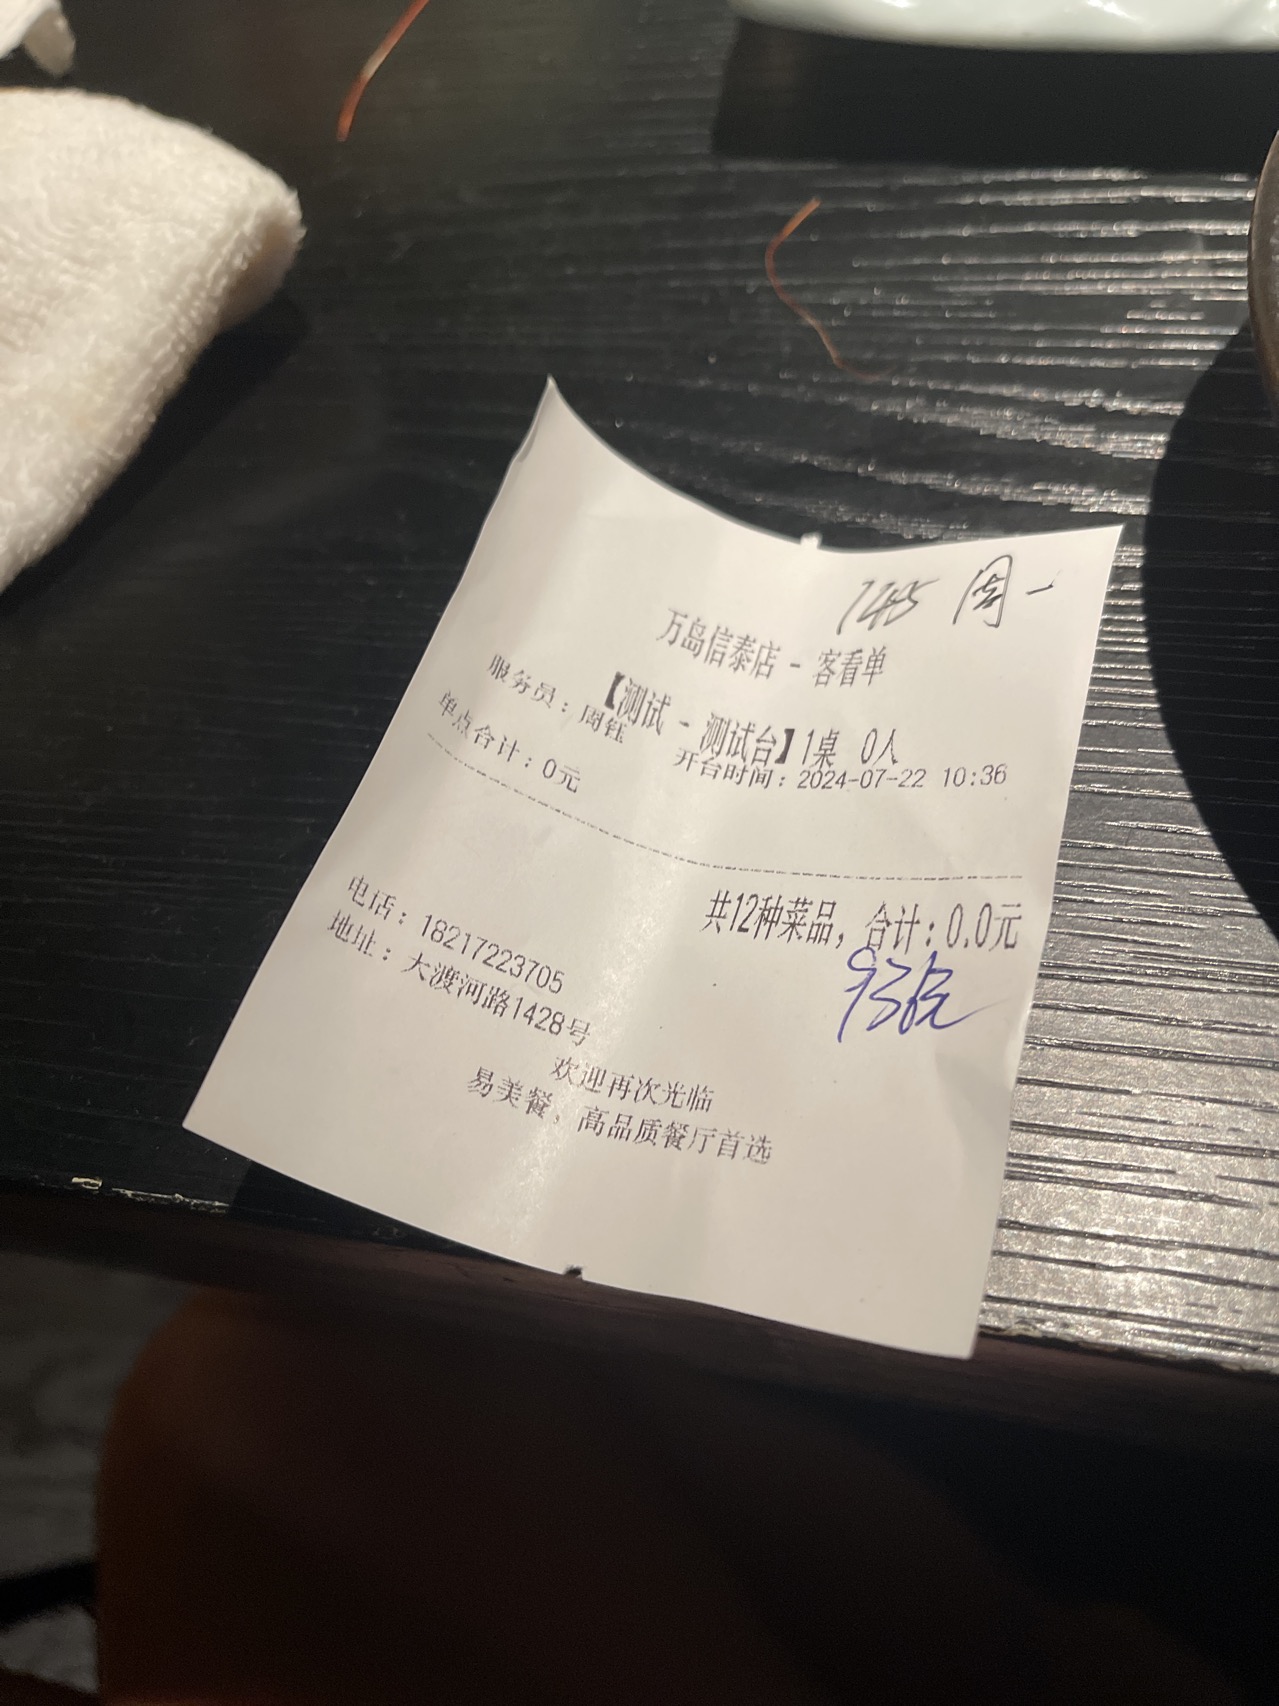 周一
万岛信泰店 - 客看单
【测试 - 测试台】1桌 0人
服务员：周钰 开台时间：2024-07-22 10:36
单点合计：0元
共12种菜品, 合计：0.0元
电话：18217223705
地址：大渡河路1428号
欢迎再次光临
易美餐，高品质餐厅首选